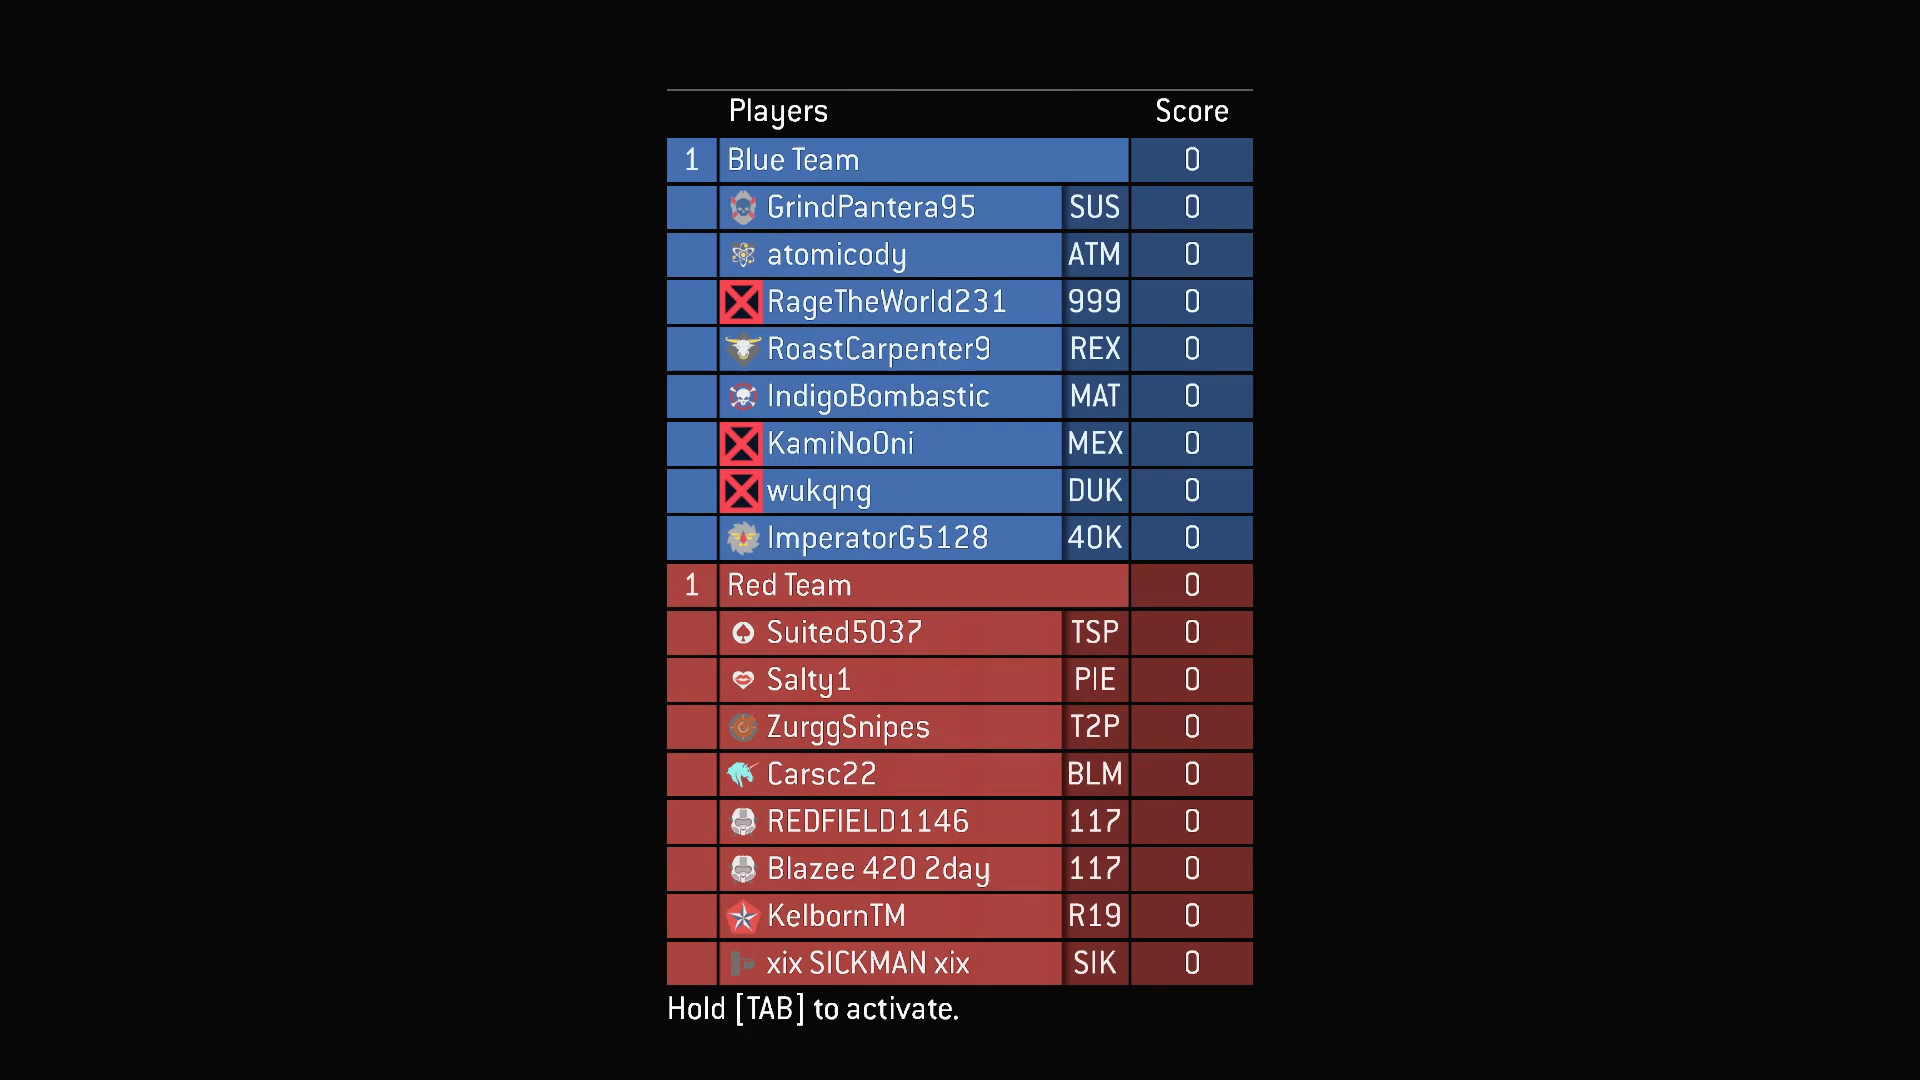 Players Score
1 Blue Team 0
GrindPantera95 SUS 0
atomicody ATM 0
RageTheWorld231 999 0
RoastCarpenter9 REX 0
IndigoBombastic MAT 0
KamiNoOni MEX 0
wukqng DUK 0
ImperatorG5128 40K 0
1 Red Team 0
Suited5037 TSP 0
Salty1 PIE 0
ZurggSnipes T2P 0
Carsc22 BLM 0
REDFIELD1146 117 0
Blazee 420 2day 117 0
KelbornTM R19 0
xix SICKMAN xix SIK 0
Hold [TAB] to activate.